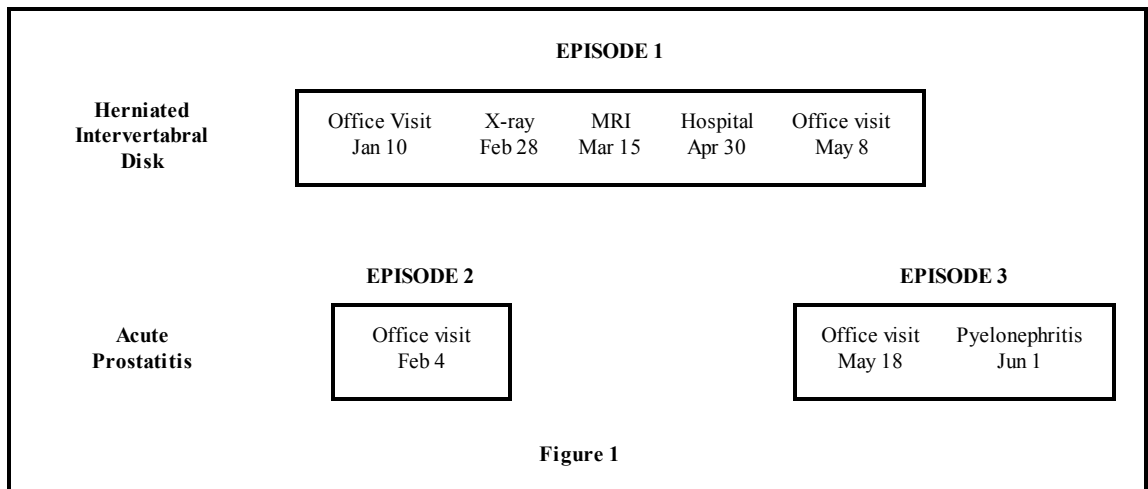 EPISODE 1
Herniated
Intervertabral
Disk
Office Visit X-ray MRI Hospital Office visit
Jan 10 Feb 28 Mar 15 Apr 30 May 8
EPISODE 2 EPISODE 3
Acute
Prostatitis
Office visit Office visit Pyelonephritis
Feb 4 May 18 Jun 1
Figure 1